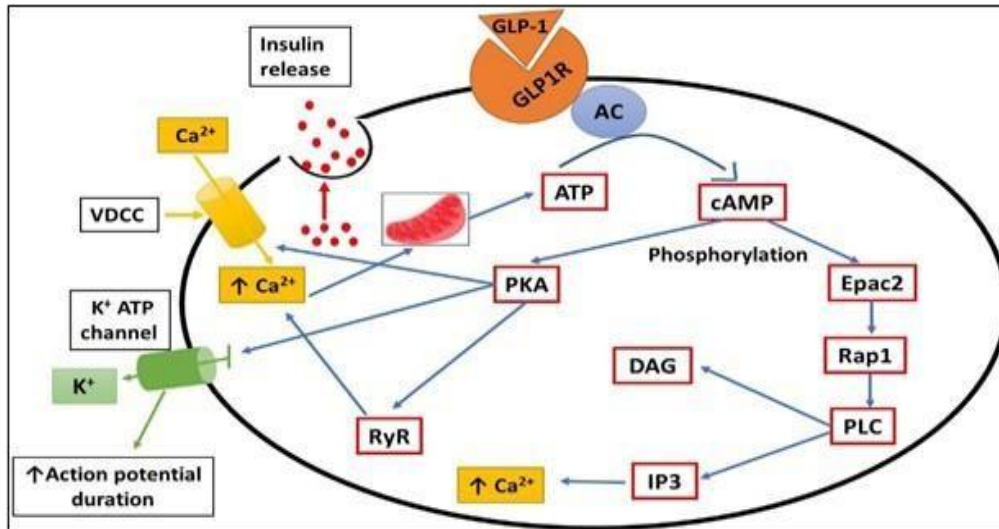 GLP-1
GLP1R
Insulin
release
AC
Ca²⁺
ATP
cAMP
VDCC
Phosphorylation
↑ Ca²⁺
PKA
Epac2
K⁺ ATP
channel
DAG
Rap1
K⁺
RyR
PLC
↑Action potential
duration
↑ Ca²⁺
IP3